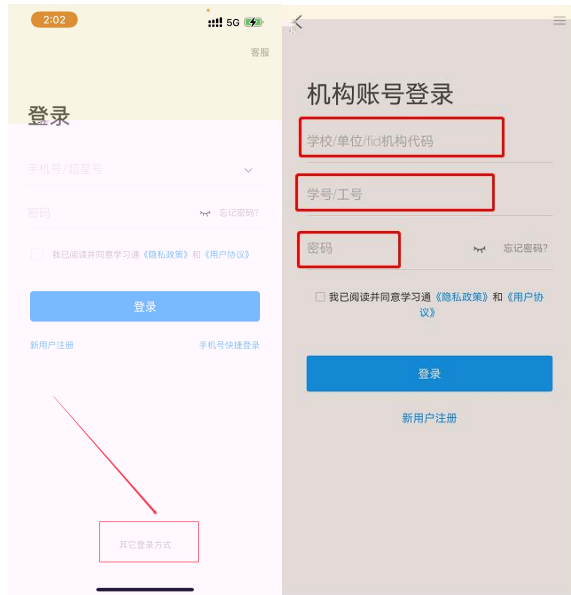 2:02
5G
客服
登录
手机号/超星号
密码
忘记密码?
我已阅读并同意学习通《隐私政策》和《用户协议》
登录
新用户注册
手机号快捷登录
其它登录方式
机构账号登录
学校/单位/fid机构代码
学号/工号
密码
忘记密码?
我已阅读并同意学习通《隐私政策》和《用户协
议》
登录
新用户注册